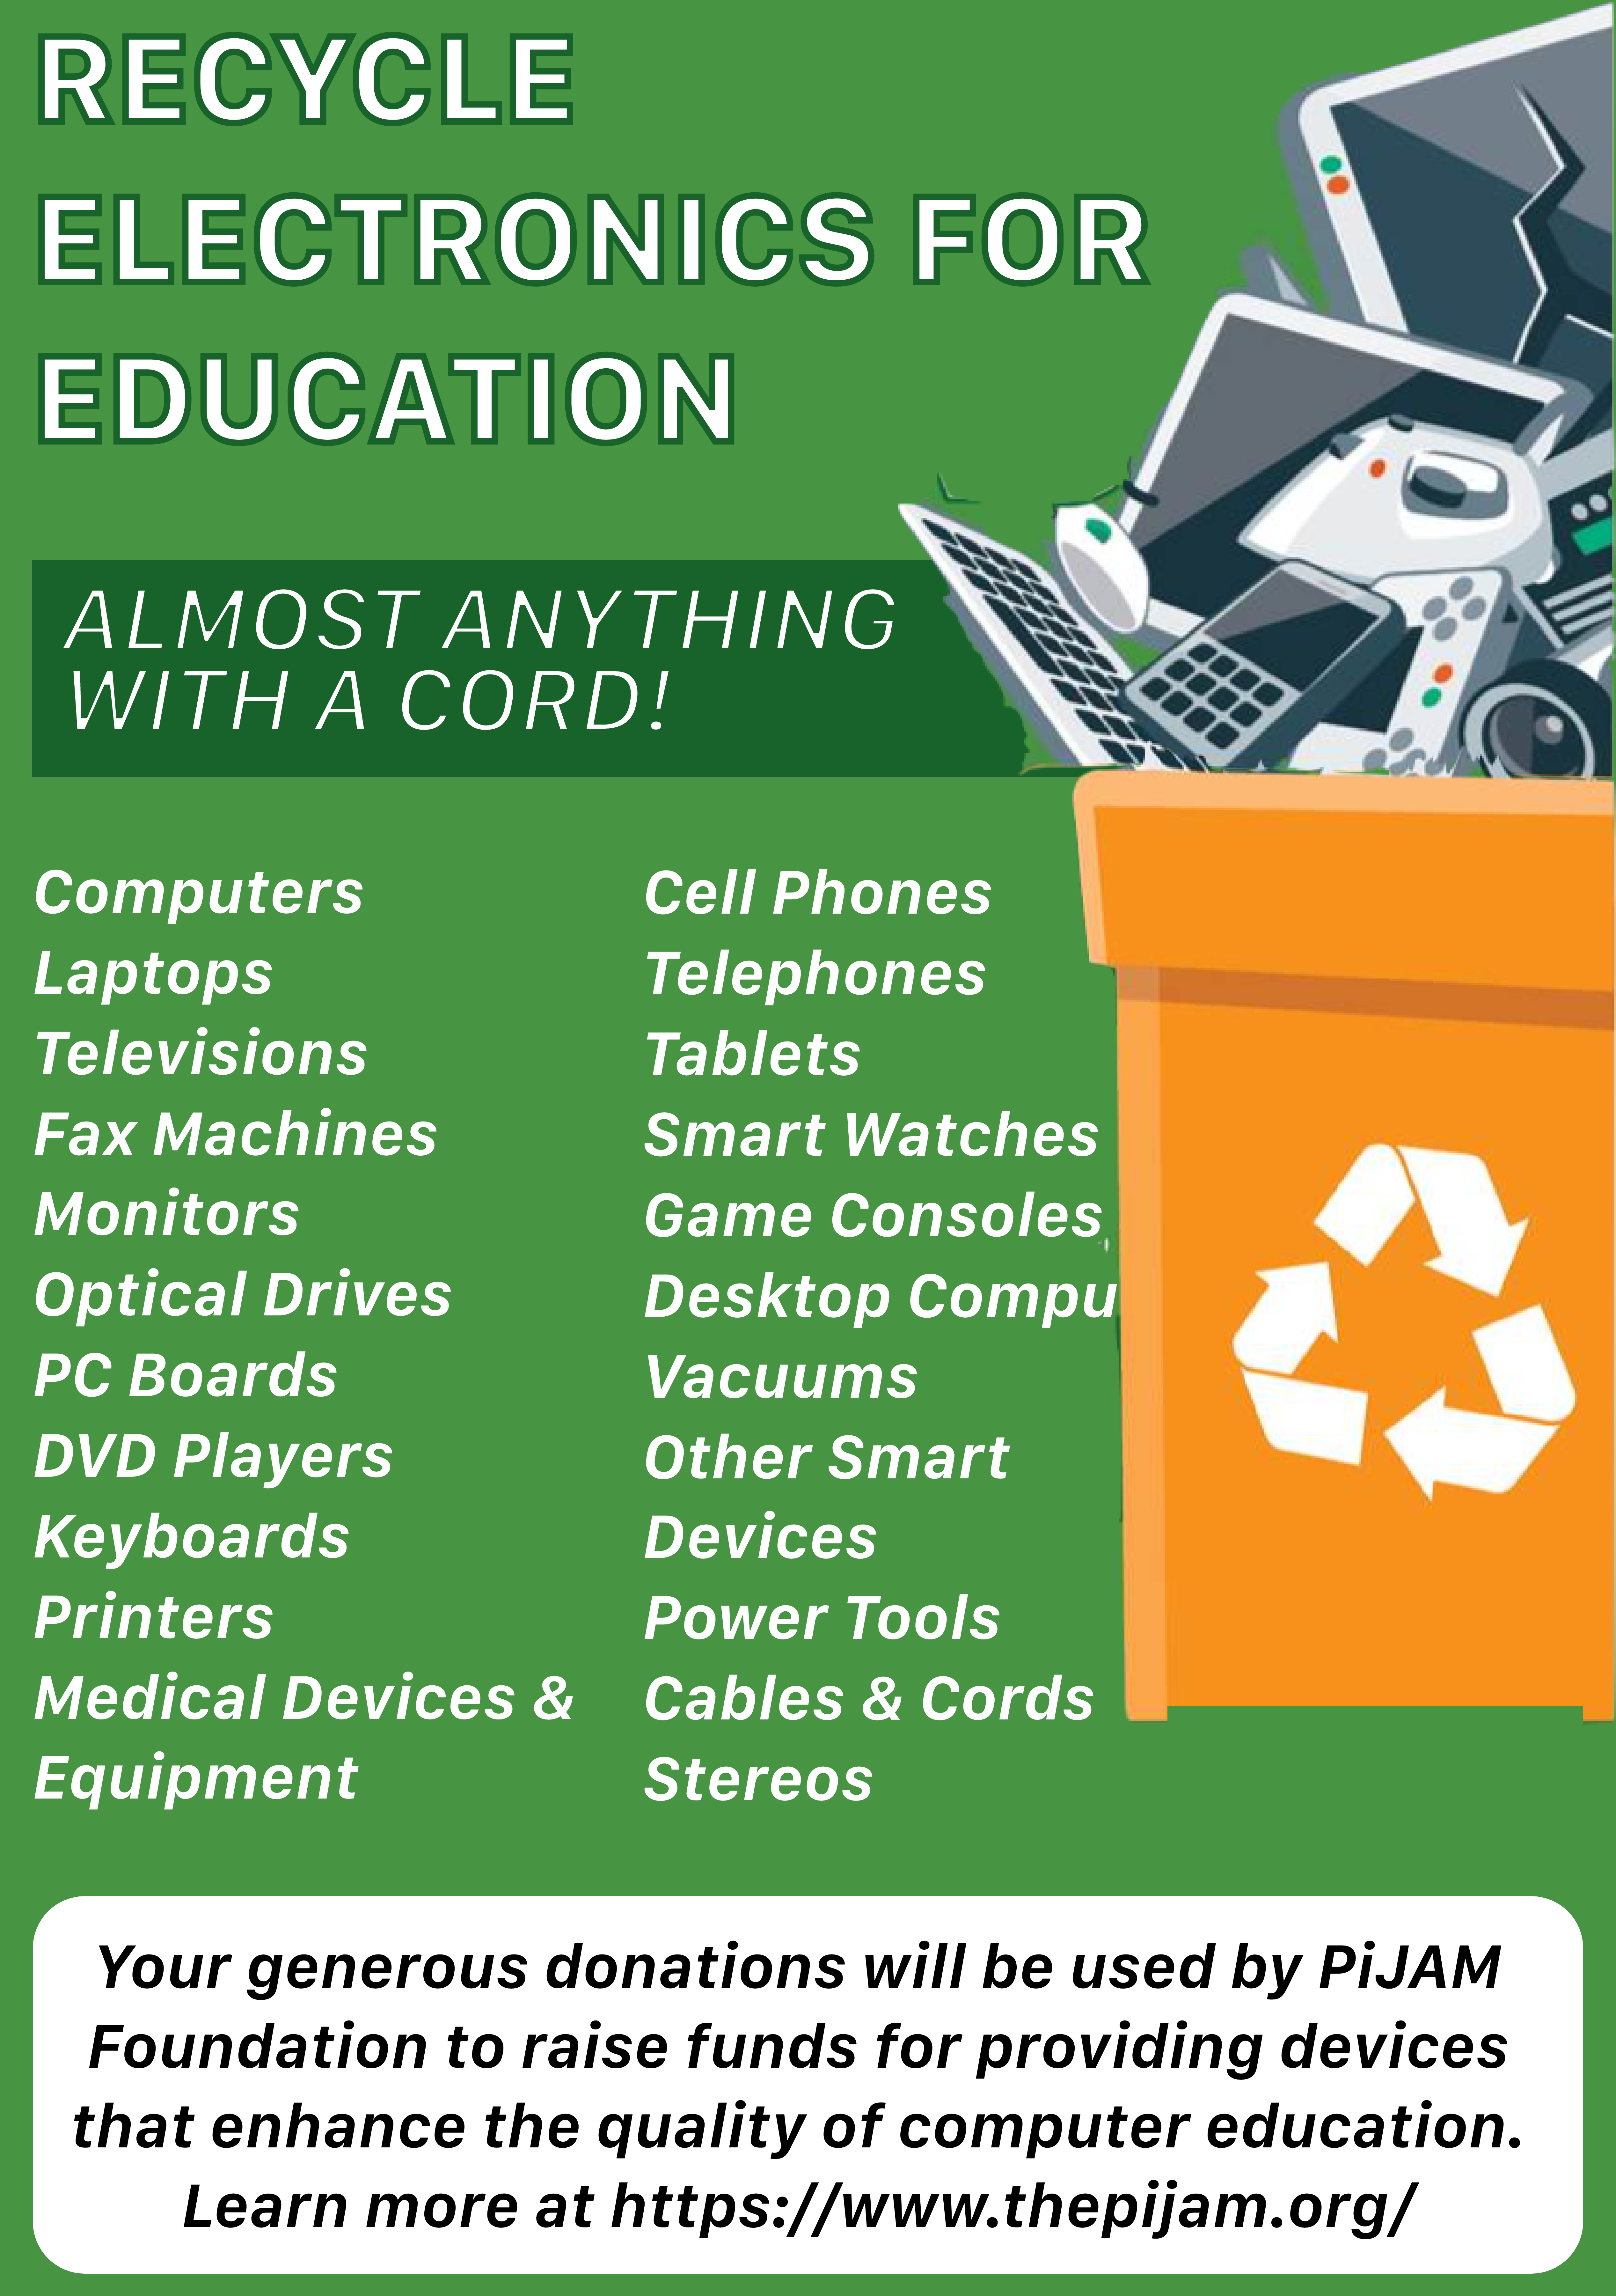 RECYCLE
ELECTRONICS FOR
EDUCATION
ALMOST ANYTHING
WITH A CORD!
Computers
Laptops
Televisions
Fax Machines
Monitors
Optical Drives
PC Boards
DVD Players
Keyboards
Printers
Medical Devices &
Equipment
Cell Phones
Telephones
Tablets
Smart Watches
Game Consoles
Desktop Compu
Vacuums
Other Smart
Devices
Power Tools
Cables & Cords
Stereos
Your generous donations will be used by PiJAM
Foundation to raise funds for providing devices
that enhance the quality of computer education.
Learn more at https://www.thepijam.org/